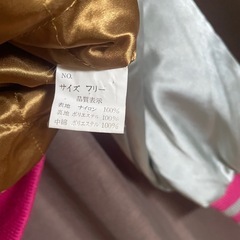 NO.
サイズ フリー
品質表示
表地 ナイロン 100%
裏地 ポリエステル 100%
中綿 ポリエステル 100%